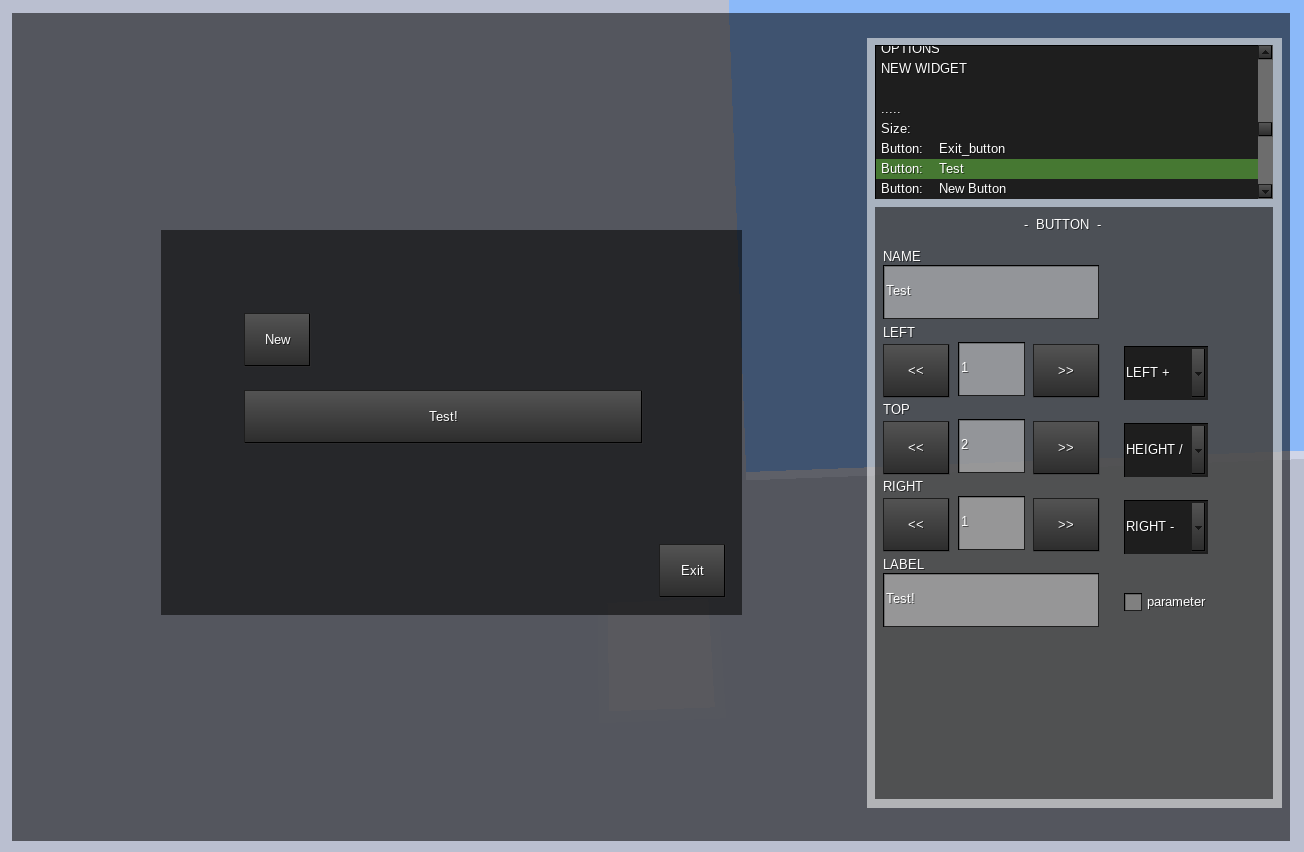 New
Test!
Exit
OPTIONS
NEW WIDGET
.....
Size:
Button: Exit_button
Button: Test
Button: New Button
- BUTTON -
NAME
Test
LEFT
<< 1 >> LEFT +
TOP
<< 2 >> HEIGHT /
RIGHT
<< 1 >> RIGHT -
LABEL
Test! parameter